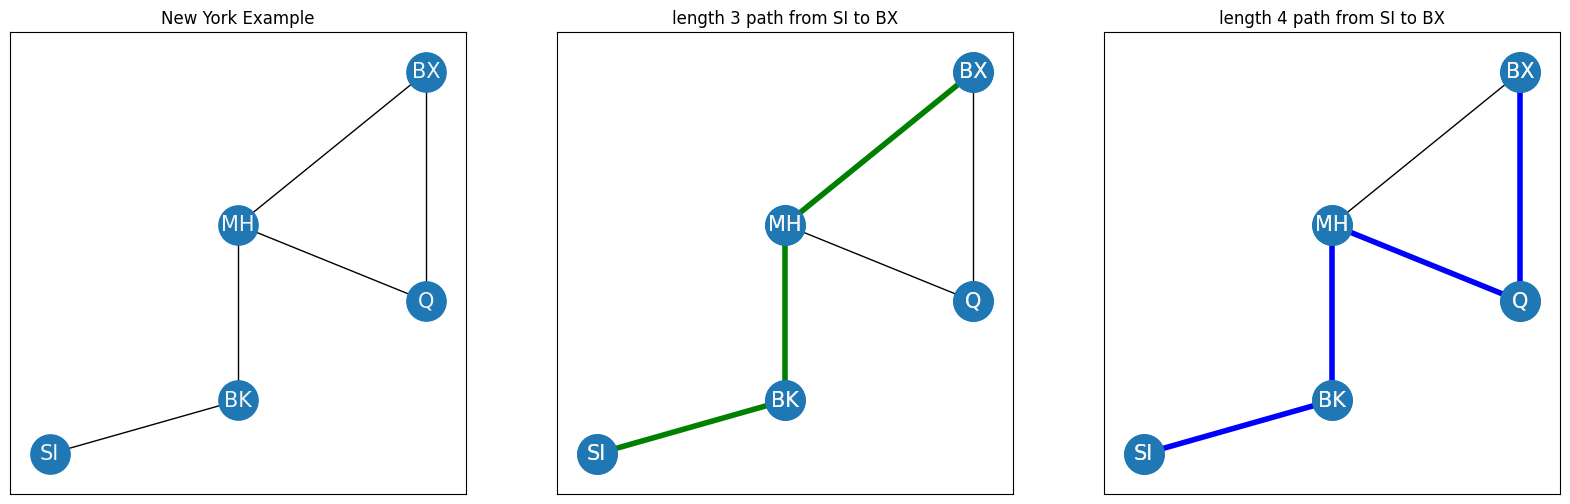 New York Example
BX
MH
Q
BK
SI
length 3 path from SI to BX
BX
MH
Q
BK
SI
length 4 path from SI to BX
BX
MH
Q
BK
SI